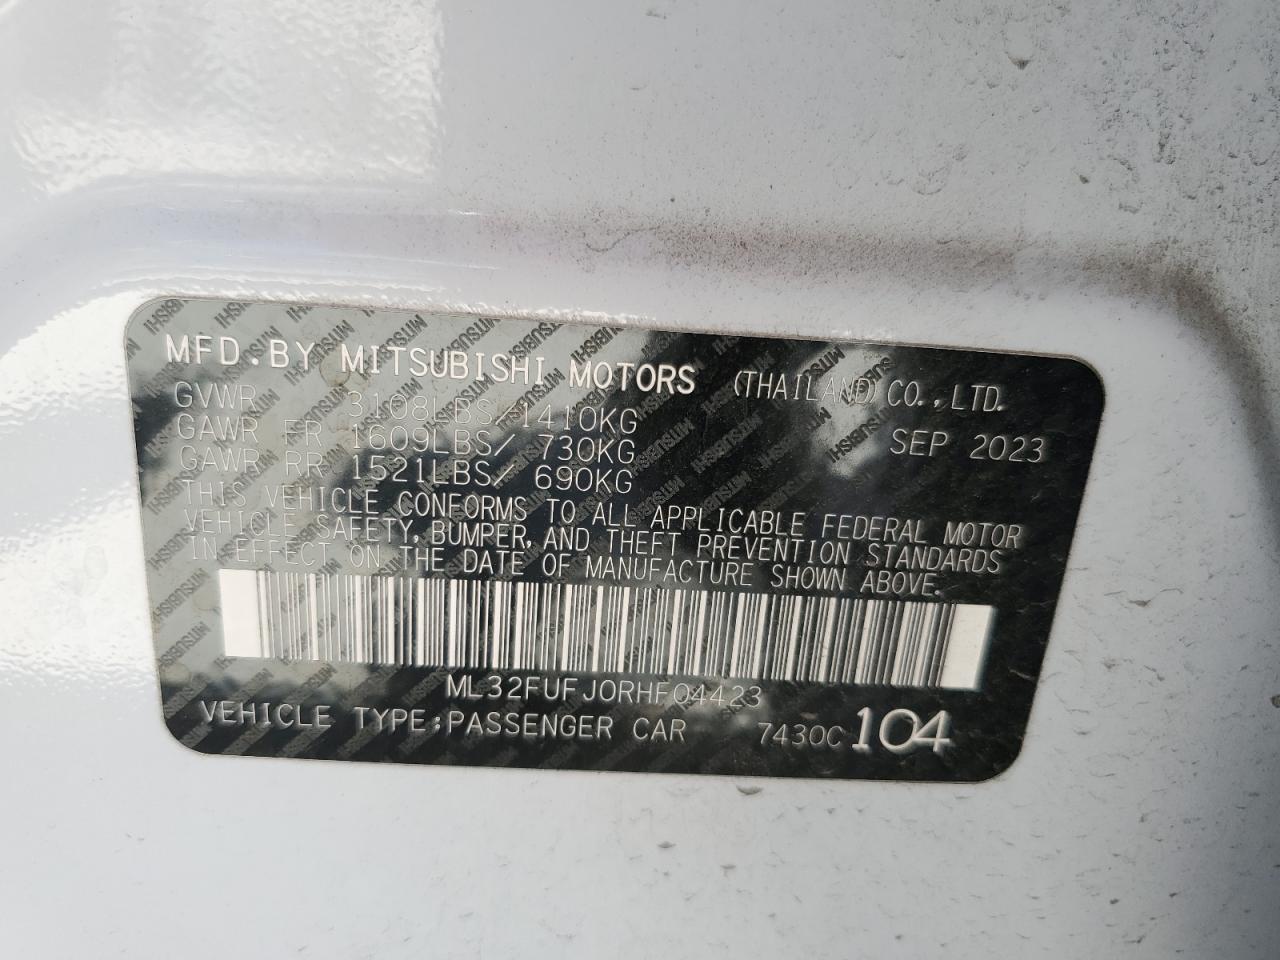 MFD.BY MITSUBISHI MOTORS (THAILAND) CO.,LTD.
GVWR 3108LBS/1410KG
GAWR FR 1609LBS/ 730KG SEP 2023
GAWR RR 1521LBS/ 690KG
THIS VEHICLE CONFORMS TO ALL APPLICABLE FEDERAL MOTOR
VEHICLE SAFETY, BUMPER, AND THEFT PREVENTION STANDARDS
IN EFFECT ON THE DATE OF MANUFACTURE SHOWN ABOVE.
ML32FUFJ0RHF04423
VEHICLE TYPE:PASSENGER CAR 7430C 104